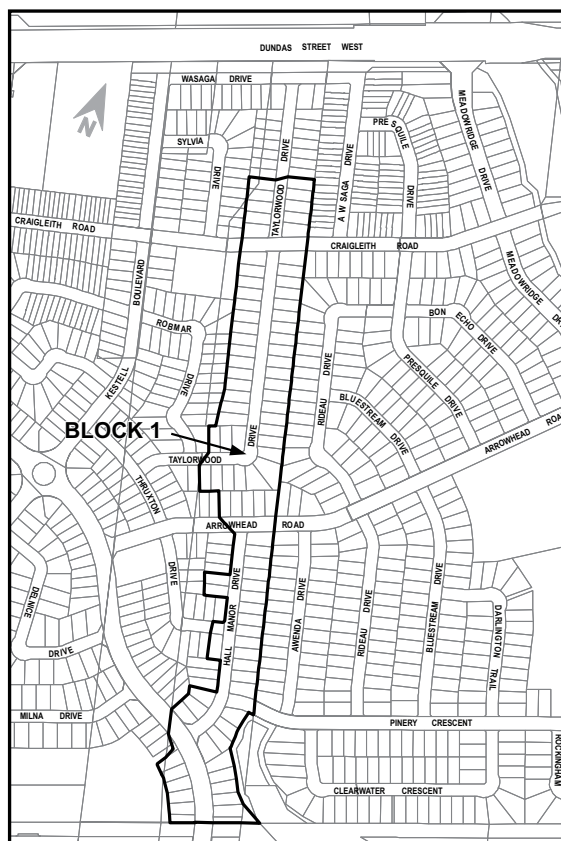 DUNDAS STREET WEST
WASAGA DRIVE
N
SYLVIA DRIVE
TAYLORWOOD DRIVE
A W SAGA DRIVE
PRE SQUILE DRIVE
MEADOWRIDGE DRIVE
CRAIGLEITH ROAD
CRAIGLEITH ROAD
MEADOWRIDGE DR
KESTELL BOULEVARD
ROBMAR DRIVE
RIDEAU DRIVE
BON ECHO DRIVE
PRESQUILE DRIVE
BLUESTREAM DRIVE
ARROWHEAD ROA
BLOCK 1
TAYLORWOOD DRIVE
THRUXTON DRIVE
ARROWHEAD ROAD
HALL MANOR DRIVE
AWENDA DRIVE
RIDEAU DRIVE
BLUESTREAM DRIVE
DARLINGTON TRAIL
DELNICE DRIVE
MILNA DRIVE
PINERY CRESCENT
ROCKINGHAM
CLEARWATER CRESCENT